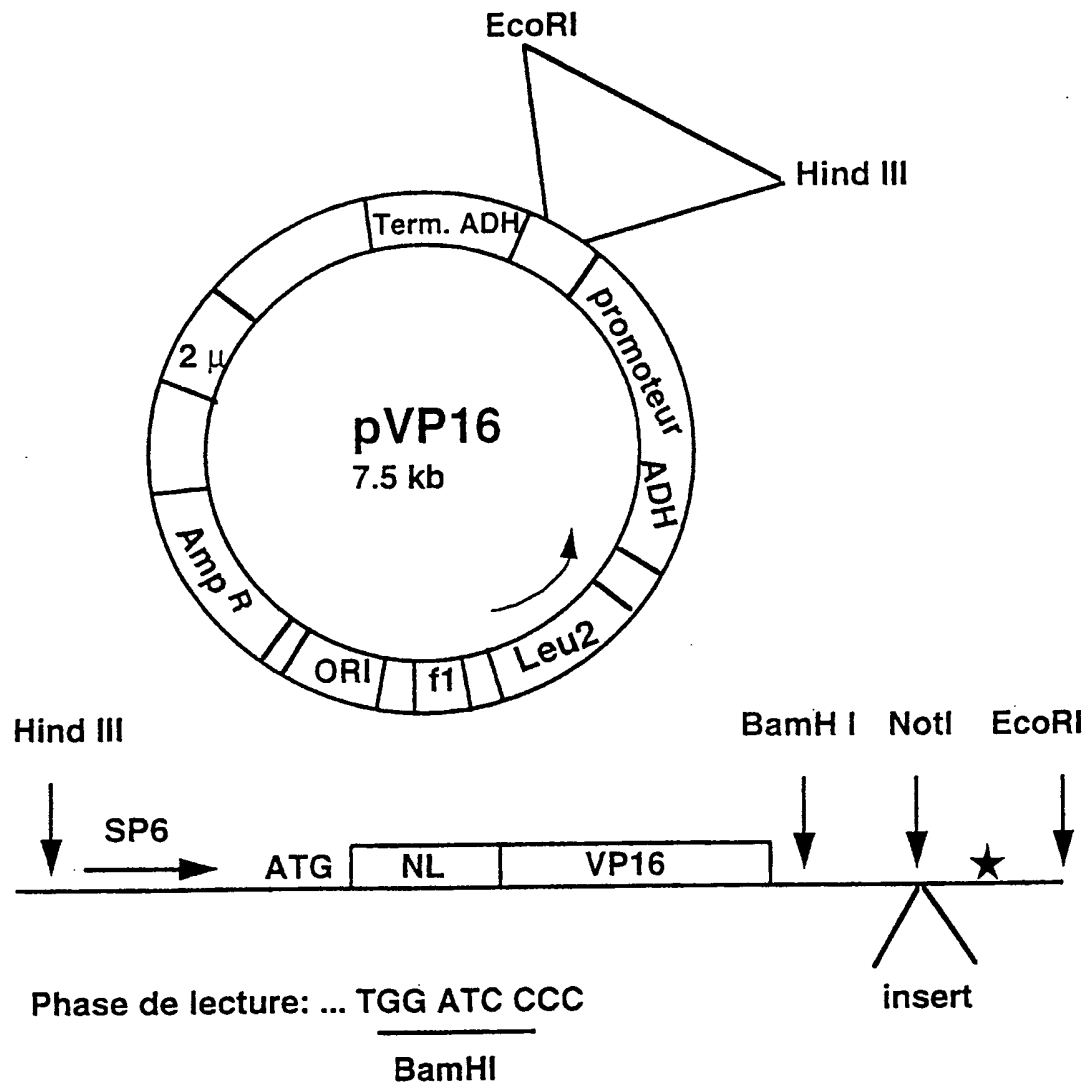 EcoRI
Hind III
Term. ADH
promoteur ADH
2 μ
pVP16
7.5 kb
Amp R
ORI
f1
Leu2
Hind III
BamH I NotI EcoRI
SP6
ATG NL VP16
insert
Phase de lecture: ... TGG ATC CCC
BamHI